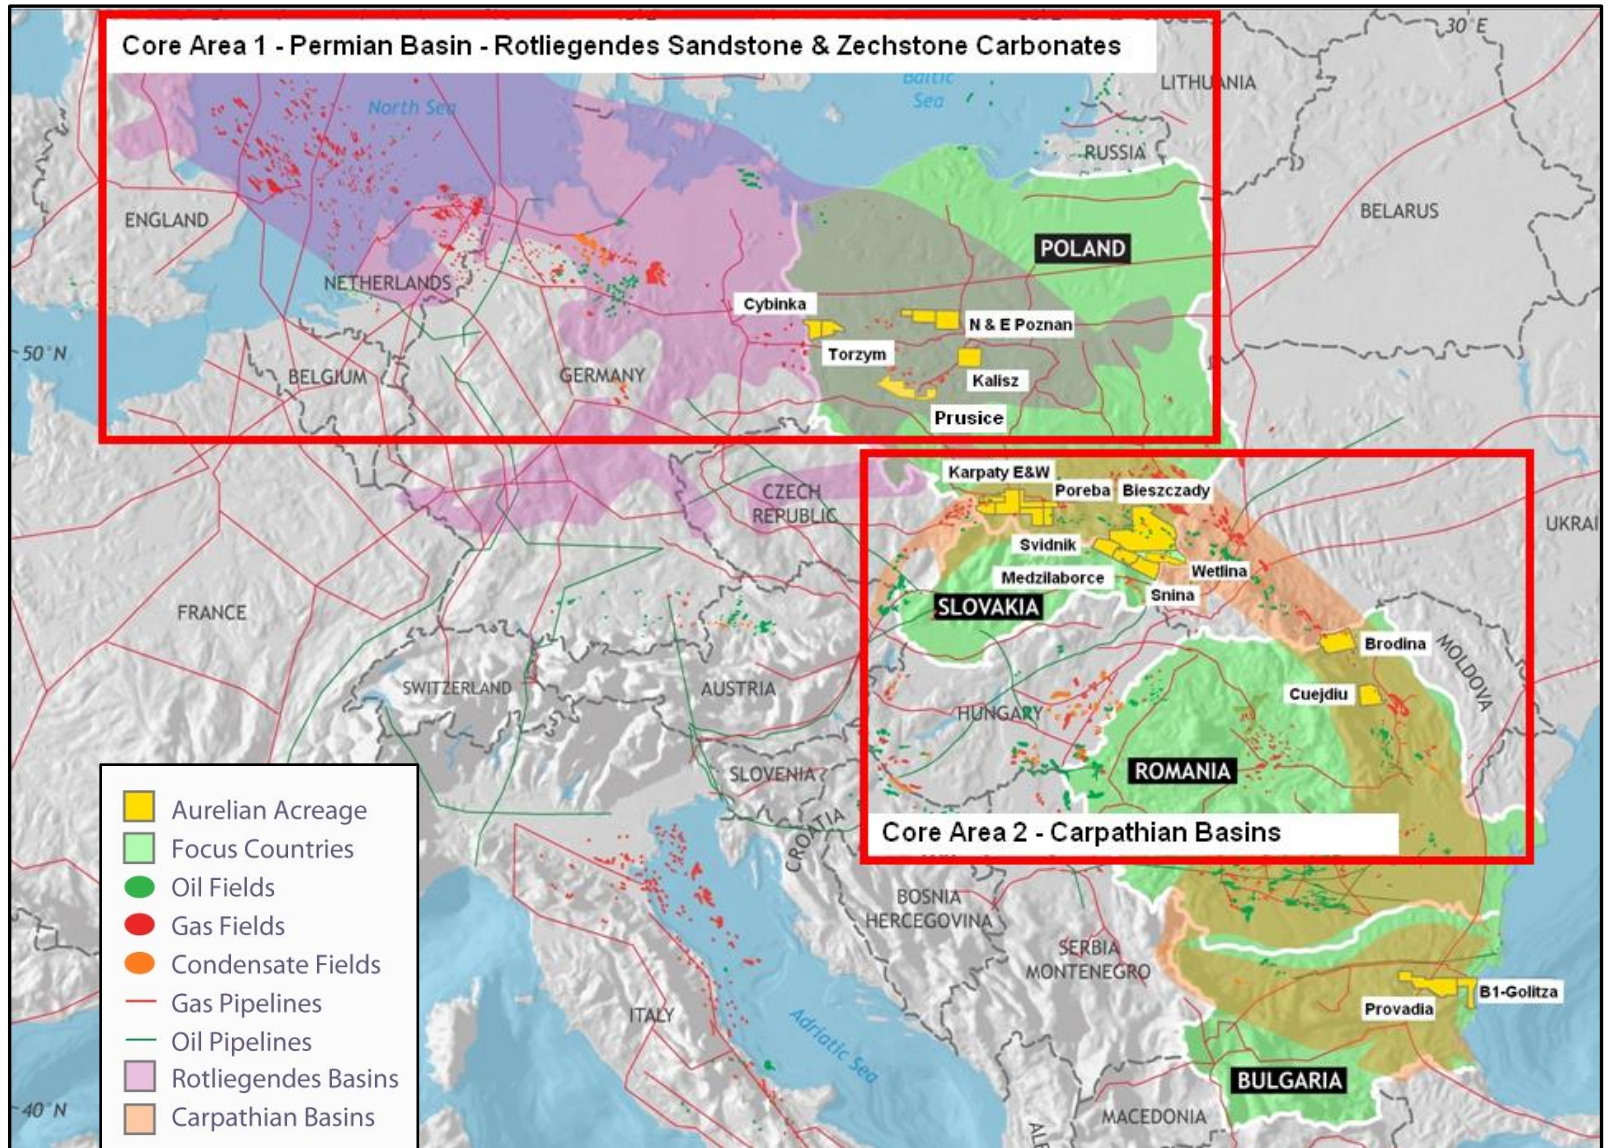 30°E
Core Area 1 - Permian Basin - Rotliegendes Sandstone & Zechstone Carbonates
LITHUANIA
Baltic
Sea
North Sea
RUSSIA
ENGLAND
BELARUS
POLAND
NETHERLANDS
Cybinka
N & E Poznan
50°N
Torzym
BELGIUM
GERMANY
Kalisz
Prusice
Karpaty E&W
Poreba
Bieszczady
CZECH
REPUBLIC
UKRAI
Svidnik
Wetlina
Medzilaborce
Snina
SLOVAKIA
FRANCE
Brodina
MOLDOVA
SWITZERLAND
AUSTRIA
Cuejdiu
HUNGARY
SLOVENIA
ROMANIA
CROATIA
Core Area 2 - Carpathian Basins
BOSNIA
HERCEGOVINA
SERBIA
MONTENEGRO
B1-Golitza
Provadia
ITALY
Adriatic Sea
BULGARIA
MACEDONIA
40°N
Aurelian Acreage
Focus Countries
Oil Fields
Gas Fields
Condensate Fields
Gas Pipelines
Oil Pipelines
Rotliegendes Basins
Carpathian Basins